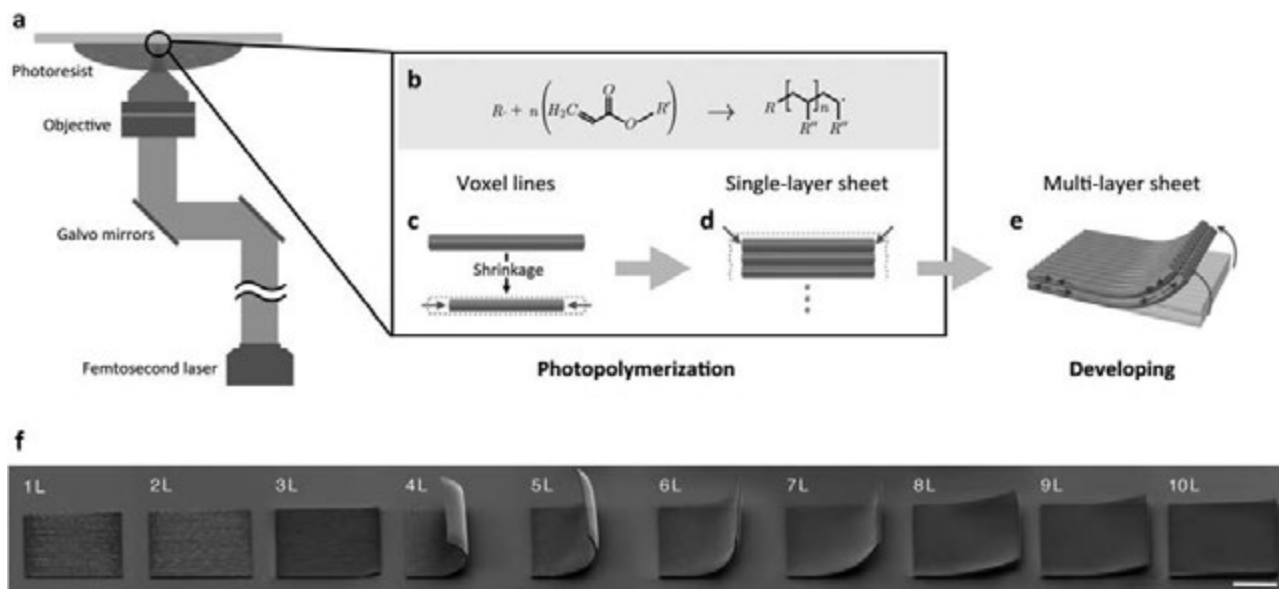 a
Photoresist
Objective
Galvo mirrors
Femtosecond laser
b
R· + n(H₂C O O R') → R [ ]n ·
R'' R''
Voxel lines
Single-layer sheet
Multi-layer sheet
c
Shrinkage
d
e
Photopolymerization
Developing
f
1L 2L 3L 4L 5L 6L 7L 8L 9L 10L